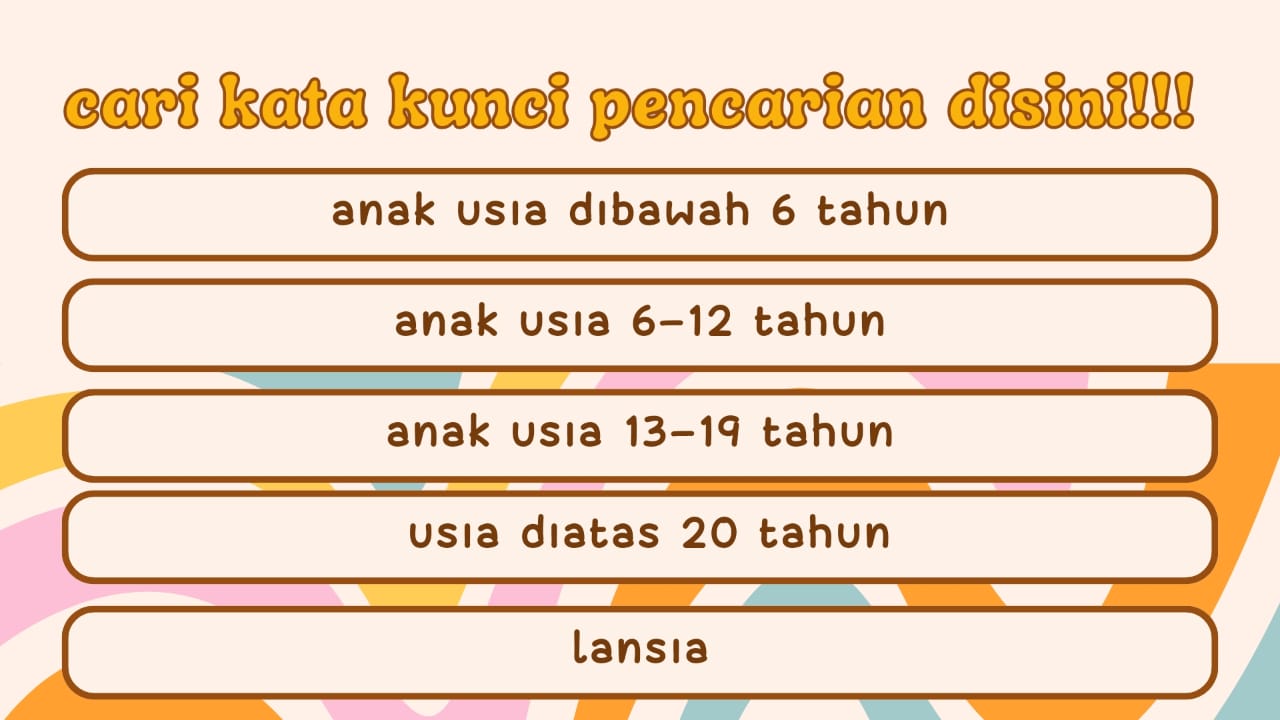 cari kata kunci pencarian disini!!!
anak usia dibawah 6 tahun
anak usia 6-12 tahun
anak usia 13-19 tahun
usia diatas 20 tahun
lansia